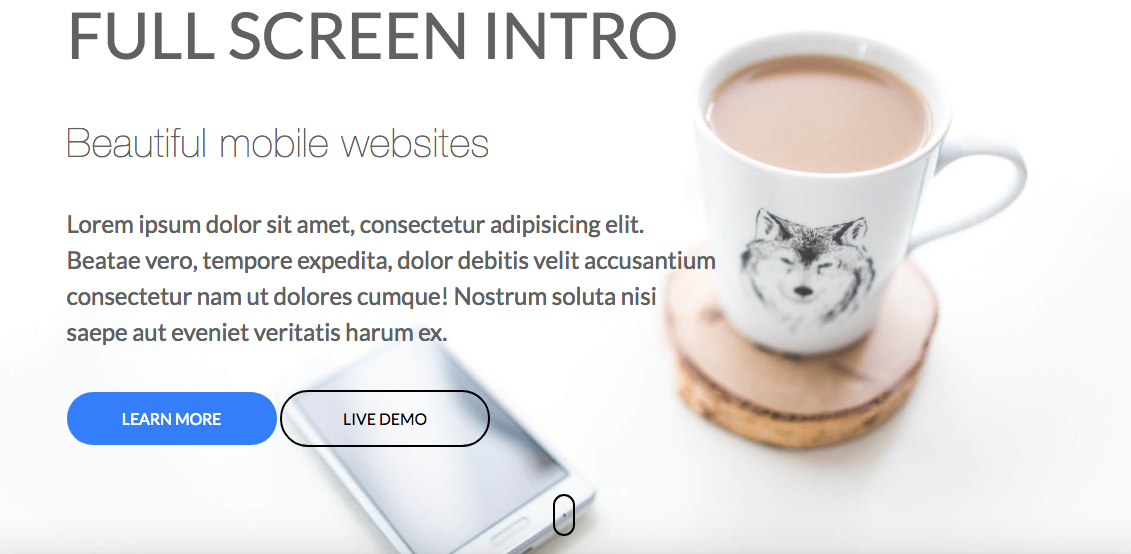 FULL SCREEN INTRO
Beautiful mobile websites
Lorem ipsum dolor sit amet, consectetur adipisicing elit.
Beatae vero, tempore expedita, dolor debitis velit accusantium
consectetur nam ut dolores cumque! Nostrum soluta nisi
saepe aut eveniet veritatis harum ex.
LEARN MORE
LIVE DEMO